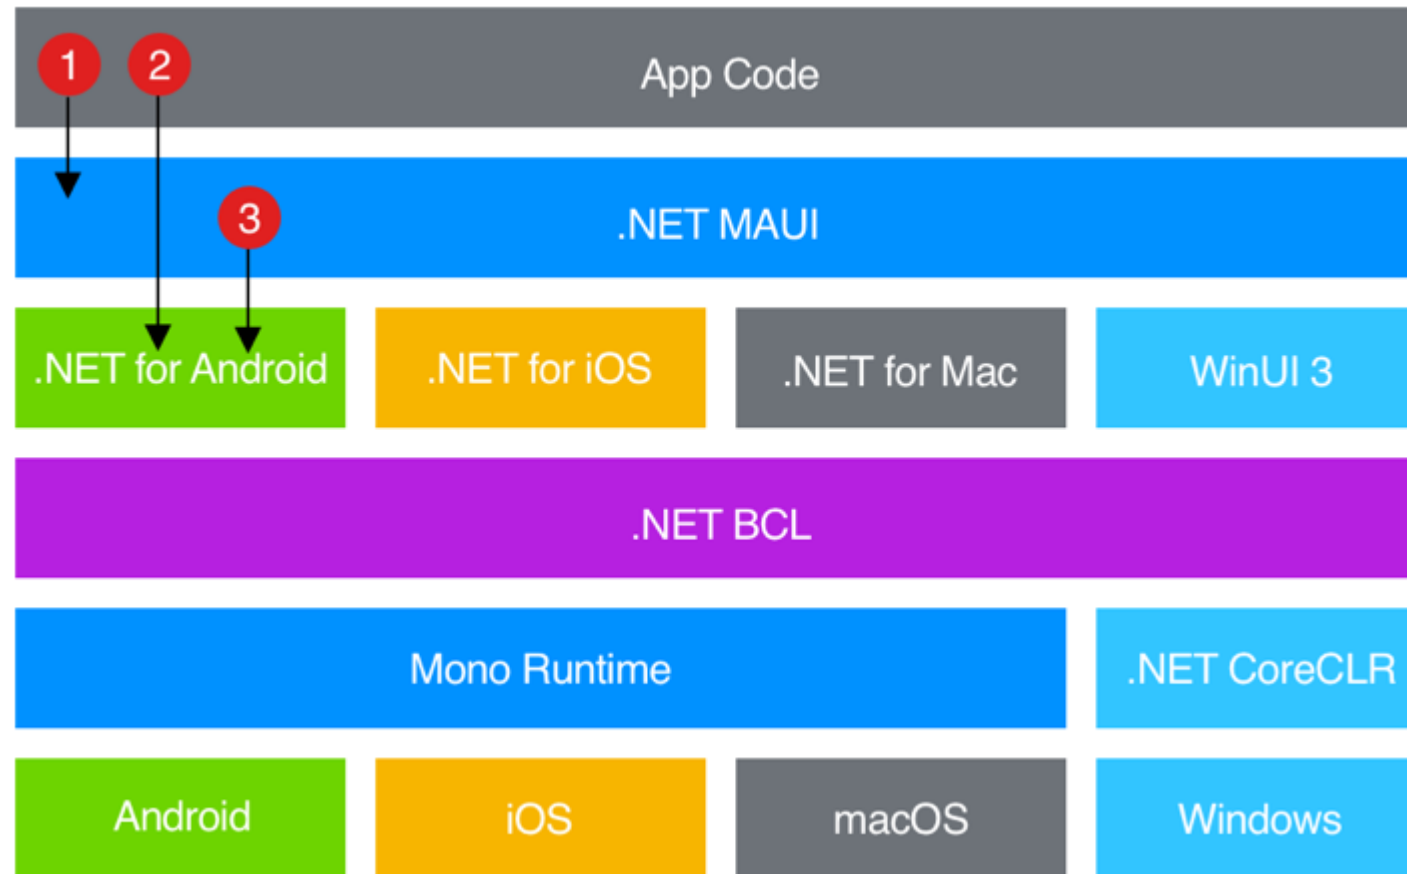 1 2
App Code
3
.NET MAUI
.NET for Android .NET for iOS .NET for Mac WinUI 3
.NET BCL
Mono Runtime .NET CoreCLR
Android iOS macOS Windows